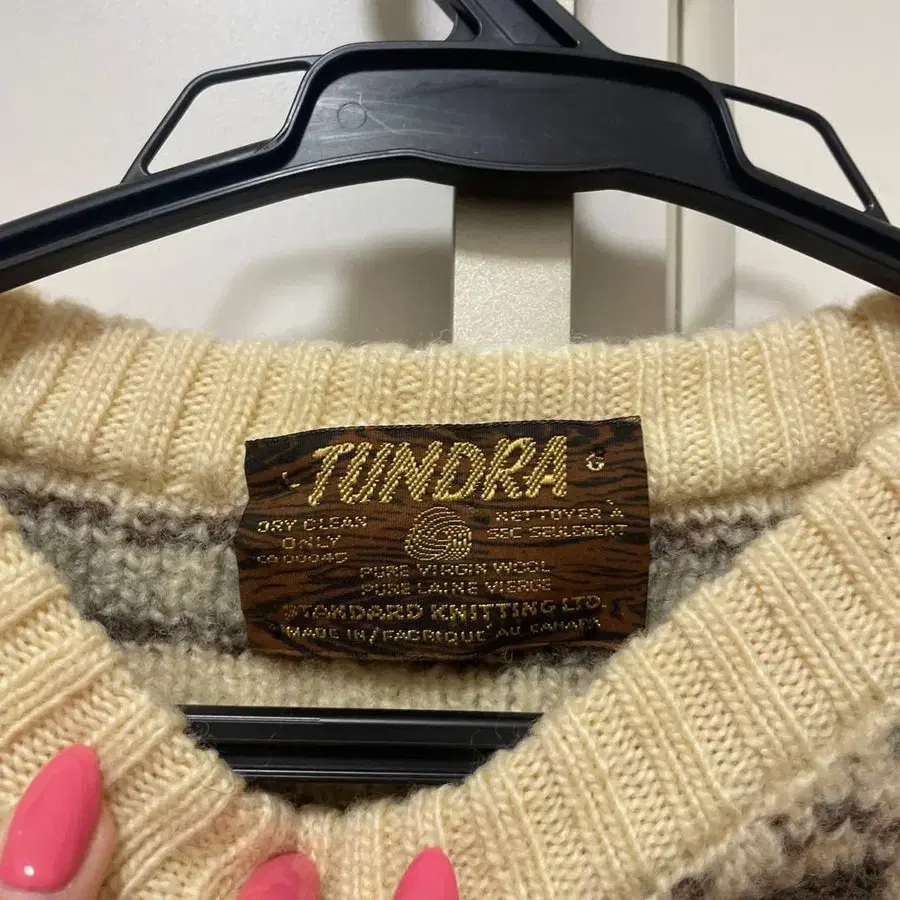 L TUNDRA G
DRY CLEAN
ONLY
NETTOYER À
SEC SEULEMENT
PURE VIRGIN WOOL
PURE LAINE VIERGE
STANDARD KNITTING LTD.
MADE IN/FABRIQUE AU CANADA